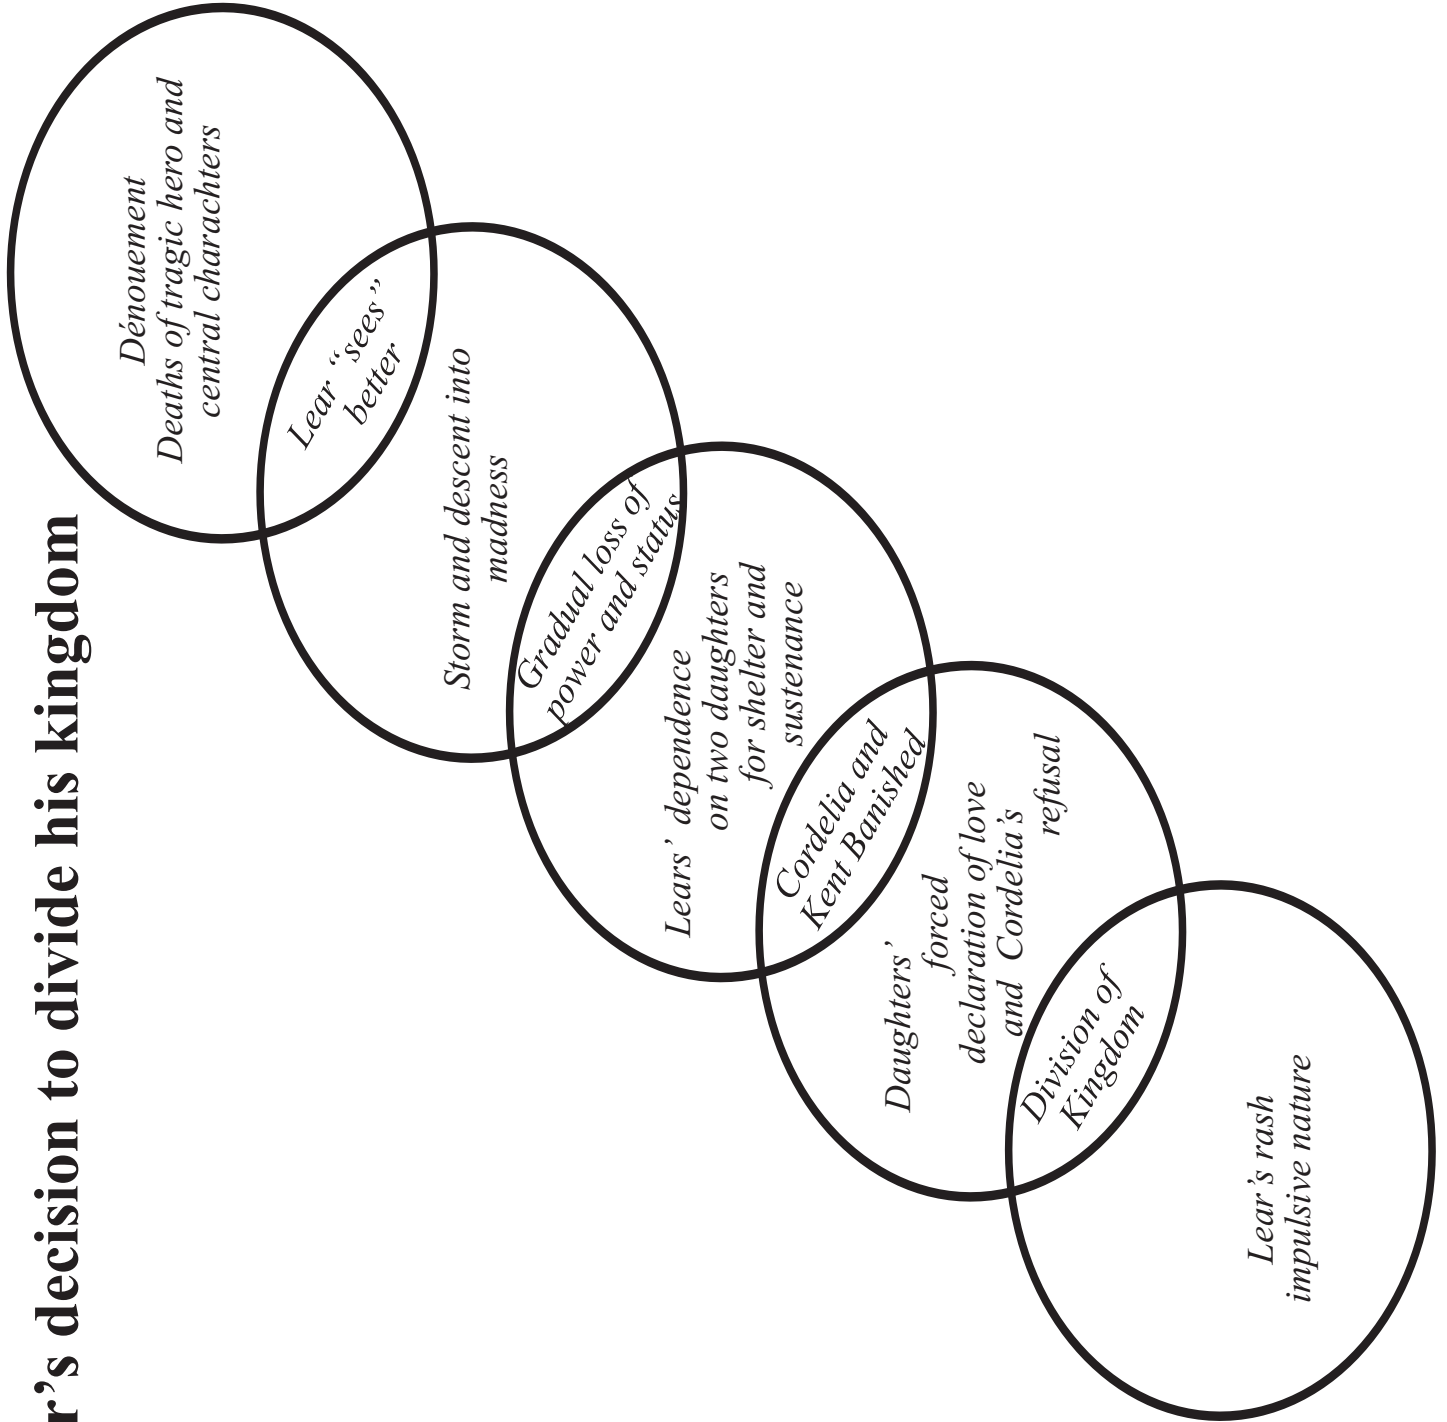 r’s decision to divide his kingdom
Dénouement
Deaths of tragic hero and
central charachters
Lear “sees”
better
Storm and descent into
madness
Gradual loss of
power and status
Lears’ dependence
on two daughters
for shelter and
sustenance
Cordelia and
Kent Banished
Daughters’
forced
declaration of love
and Cordelia’s
refusal
Division of
Kingdom
Lear’s rash
impulsive nature